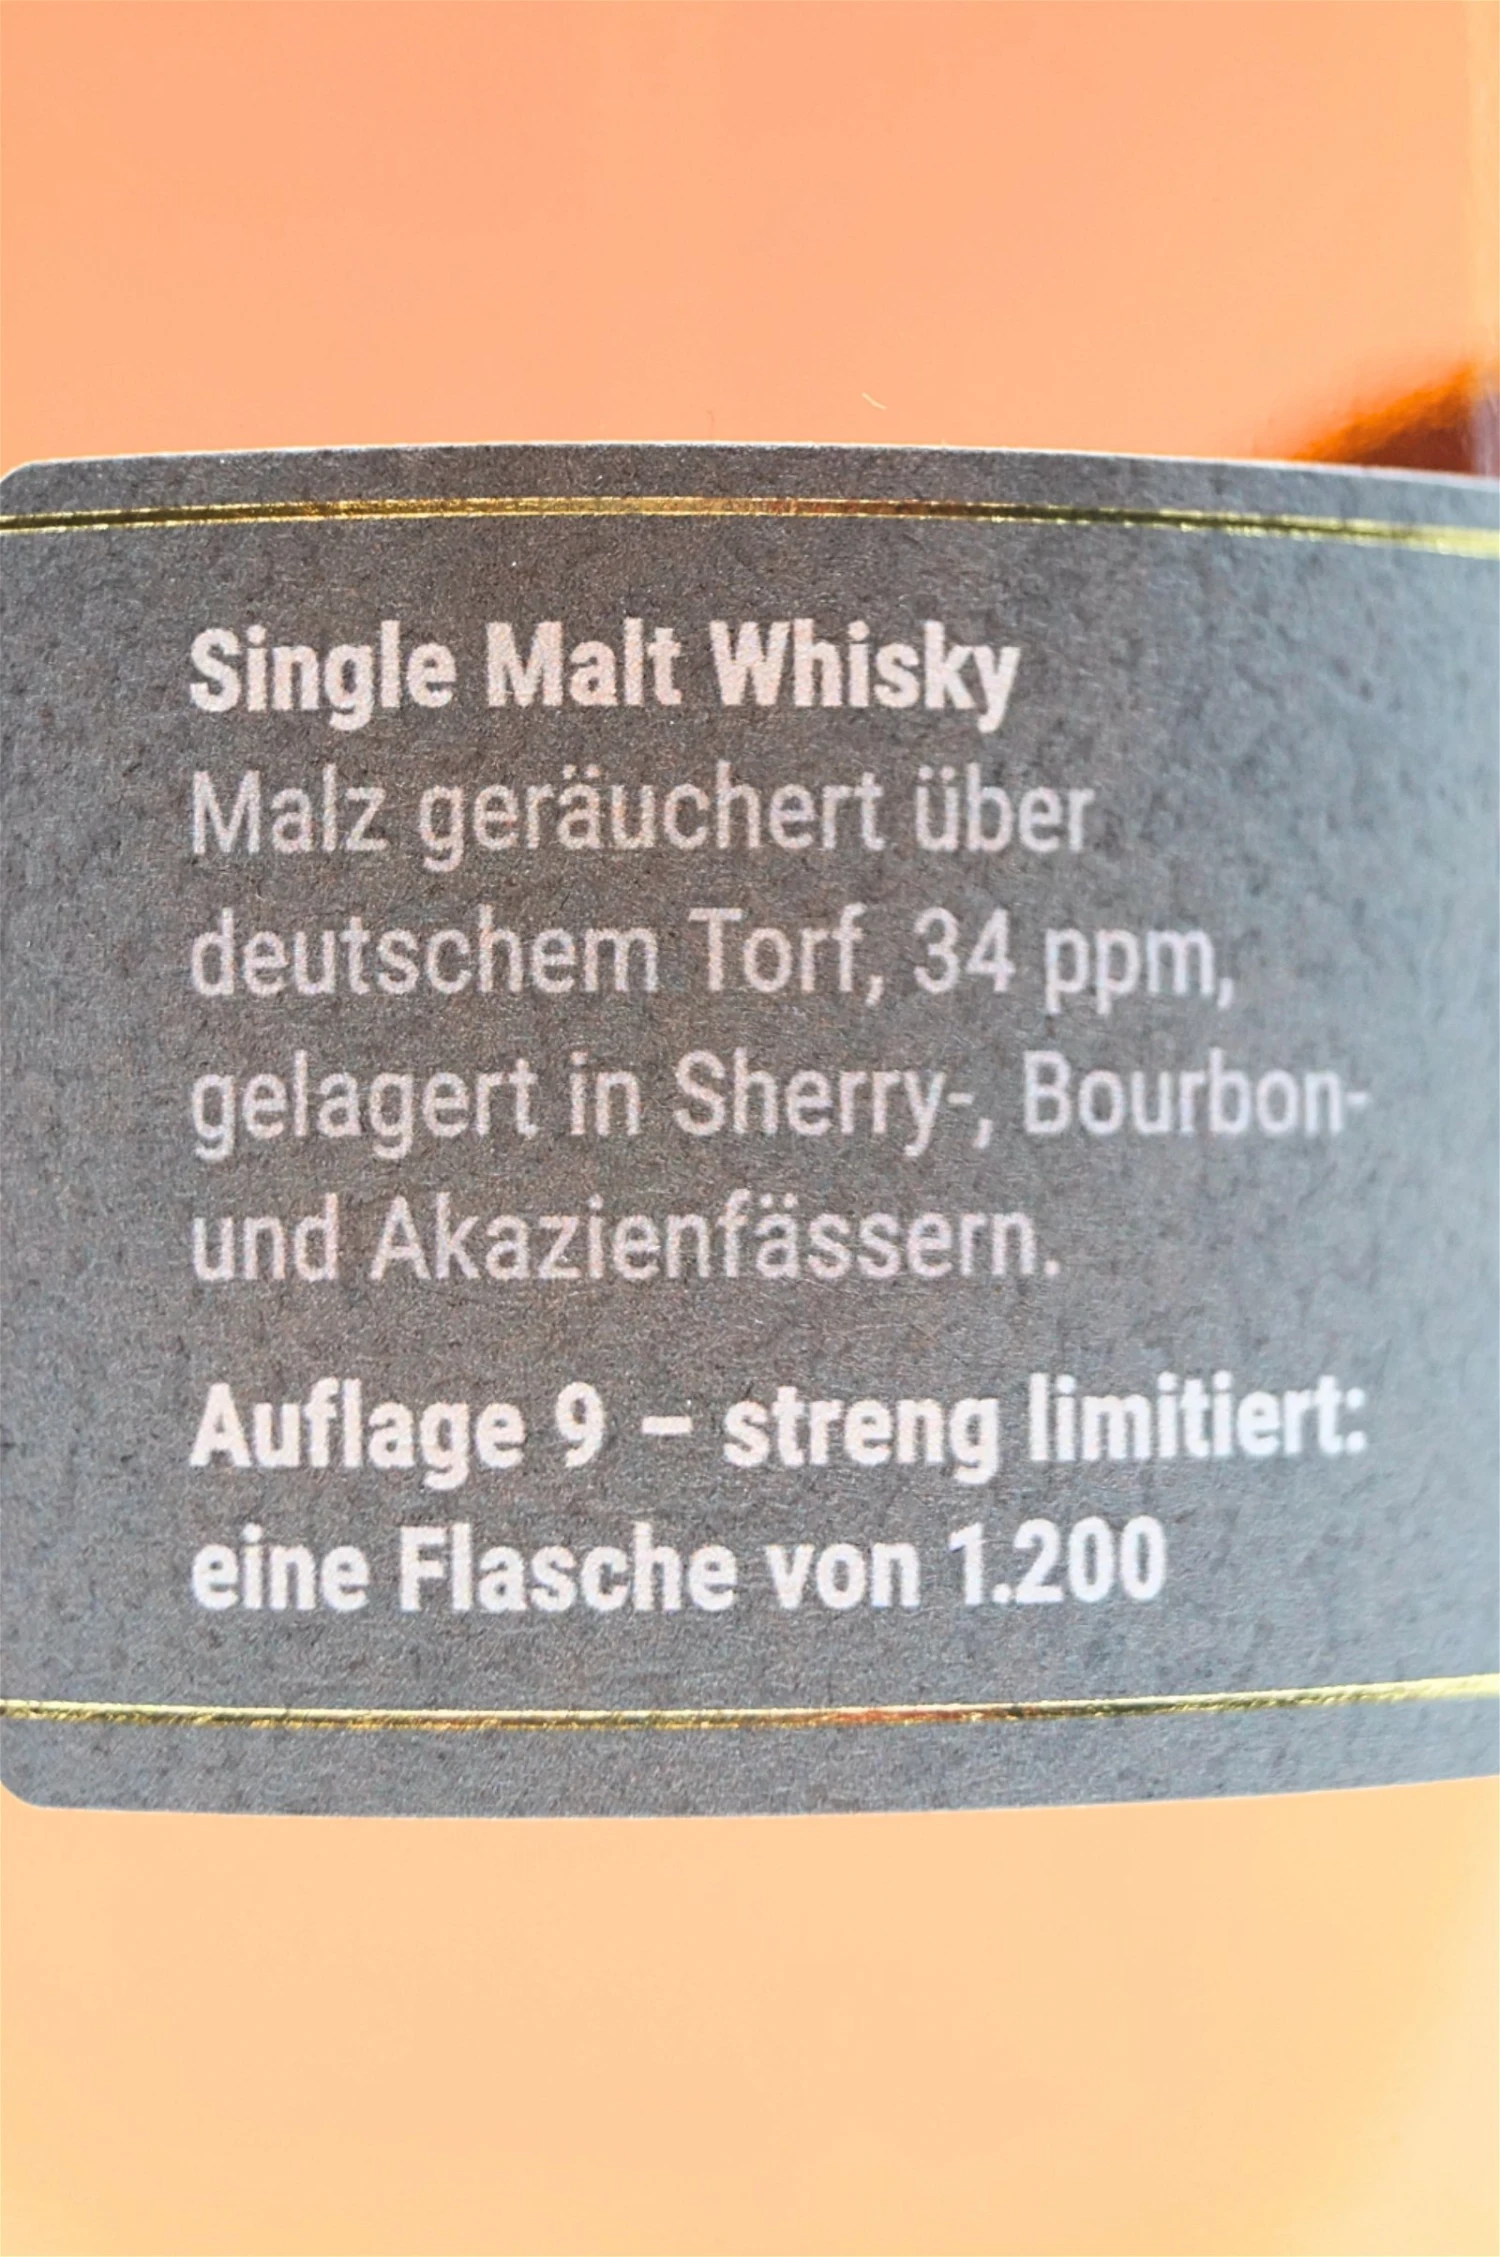 Single Malt Whisky
Malz geräuchert über
deutschem Torf, 34 ppm,
gelagert in Sherry-, Bourbon-
und Akazienfässern.
Auflage 9 – streng limitiert:
eine Flasche von 1.200